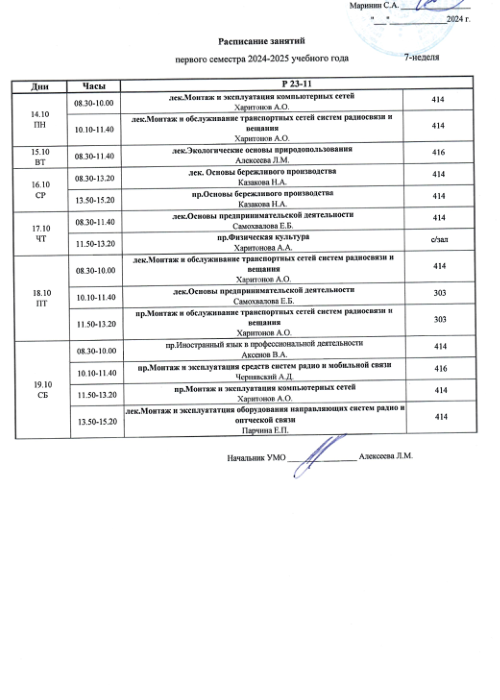 Маринин С.А.
"___"______________2024 г.
Расписание занятий
первого семестра 2024-2025 учебного года 7-неделя
Дни Часы Р 23-11
14.10
ПН
08.30-10.00 лек.Монтаж и эксплуатация компьютерных сетей
Харитонов А.О. 414
10.10-11.40 лек.Монтаж и обслуживание транспортных сетей систем радиосвязи и
вещания
Харитонов А.О. 414
15.10
ВТ
08.30-11.40 лек.Экологические основы природопользования
Алексеева Л.М. 416
16.10
СР
08.30-13.20 лек. Основы бережливого производства
Казакова Н.А. 414
13.50-15.20 пр.Основы бережливого производства
Казакова Н.А. 414
17.10
ЧТ
08.30-11.40 лек.Основы предпринимательской деятельности
Самохвалова Е.Б. 414
11.50-13.20 пр.Физическая культура
Харитонова А.А. с/зал
18.10
ПТ
08.30-10.00 лек.Монтаж и обслуживание транспортных сетей систем радиосвязи и
вещания
Харитонов А.О. 414
10.10-11.40 лек.Основы предпринимательской деятельности
Самохвалова Е.Б. 303
11.50-13.20 пр.Монтаж и обслуживание транспортных сетей систем радиосвязи и
вещания
Харитонов А.О. 303
19.10
СБ
08.30-10.00 пр.Иностранный язык в профессиональной деятельности
Аксенов В.А. 414
10.10-11.40 пр.Монтаж и эксплуатация средств систем радио и мобильной связи
Чернявский А.Д 416
11.50-13.20 пр.Монтаж и эксплуатация компьютерных сетей
Харитонов А.О. 414
13.50-15.20 лек.Монтаж и эксплуататция оборудования направляющих систем радио и
оптческой связи
Парчина Е.П. 414
Начальник УМО ________________ Алексеева Л.М.